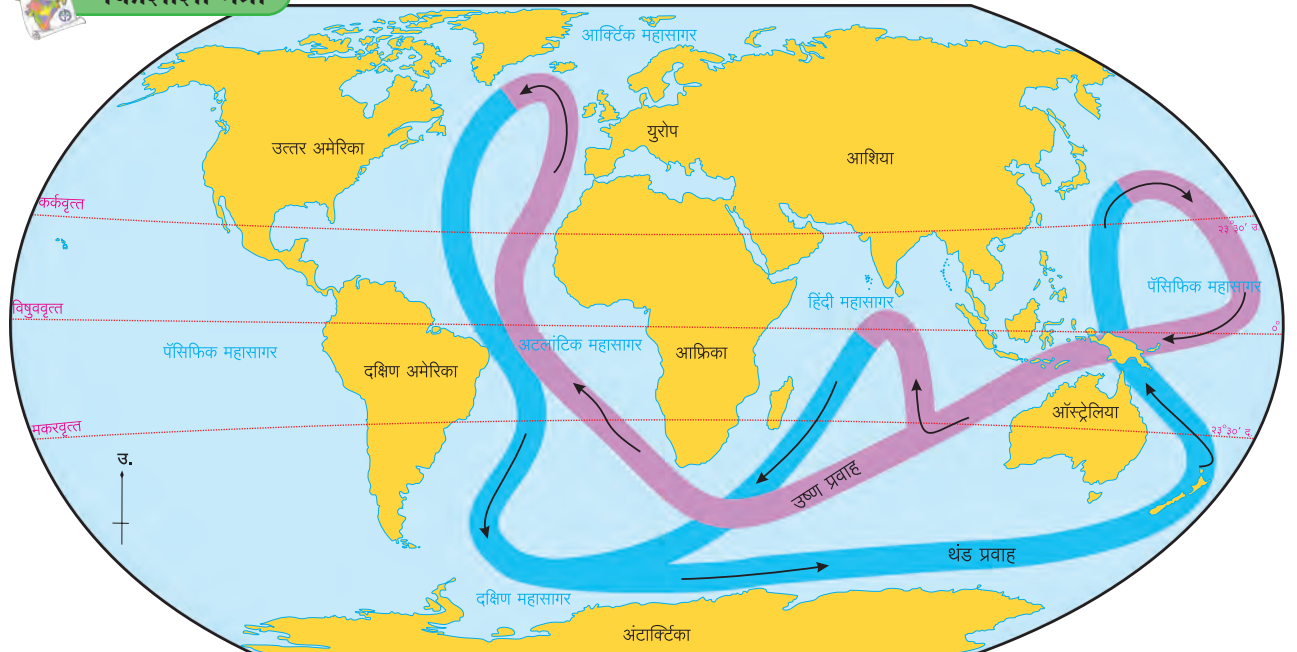 आर्क्टिक महासागर
युरोप
उत्तर अमेरिका
आशिया
कर्कवृत्त
२३°३०' उ.
हिंदी महासागर
पॅसिफिक महासागर
विषुववृत्त
०°
पॅसिफिक महासागर
अटलांटिक महासागर
आफ्रिका
दक्षिण अमेरिका
ऑस्ट्रेलिया
मकरवृत्त
२३°३०' द.
उ.
उष्ण प्रवाह
थंड प्रवाह
दक्षिण महासागर
अंटार्क्टिका